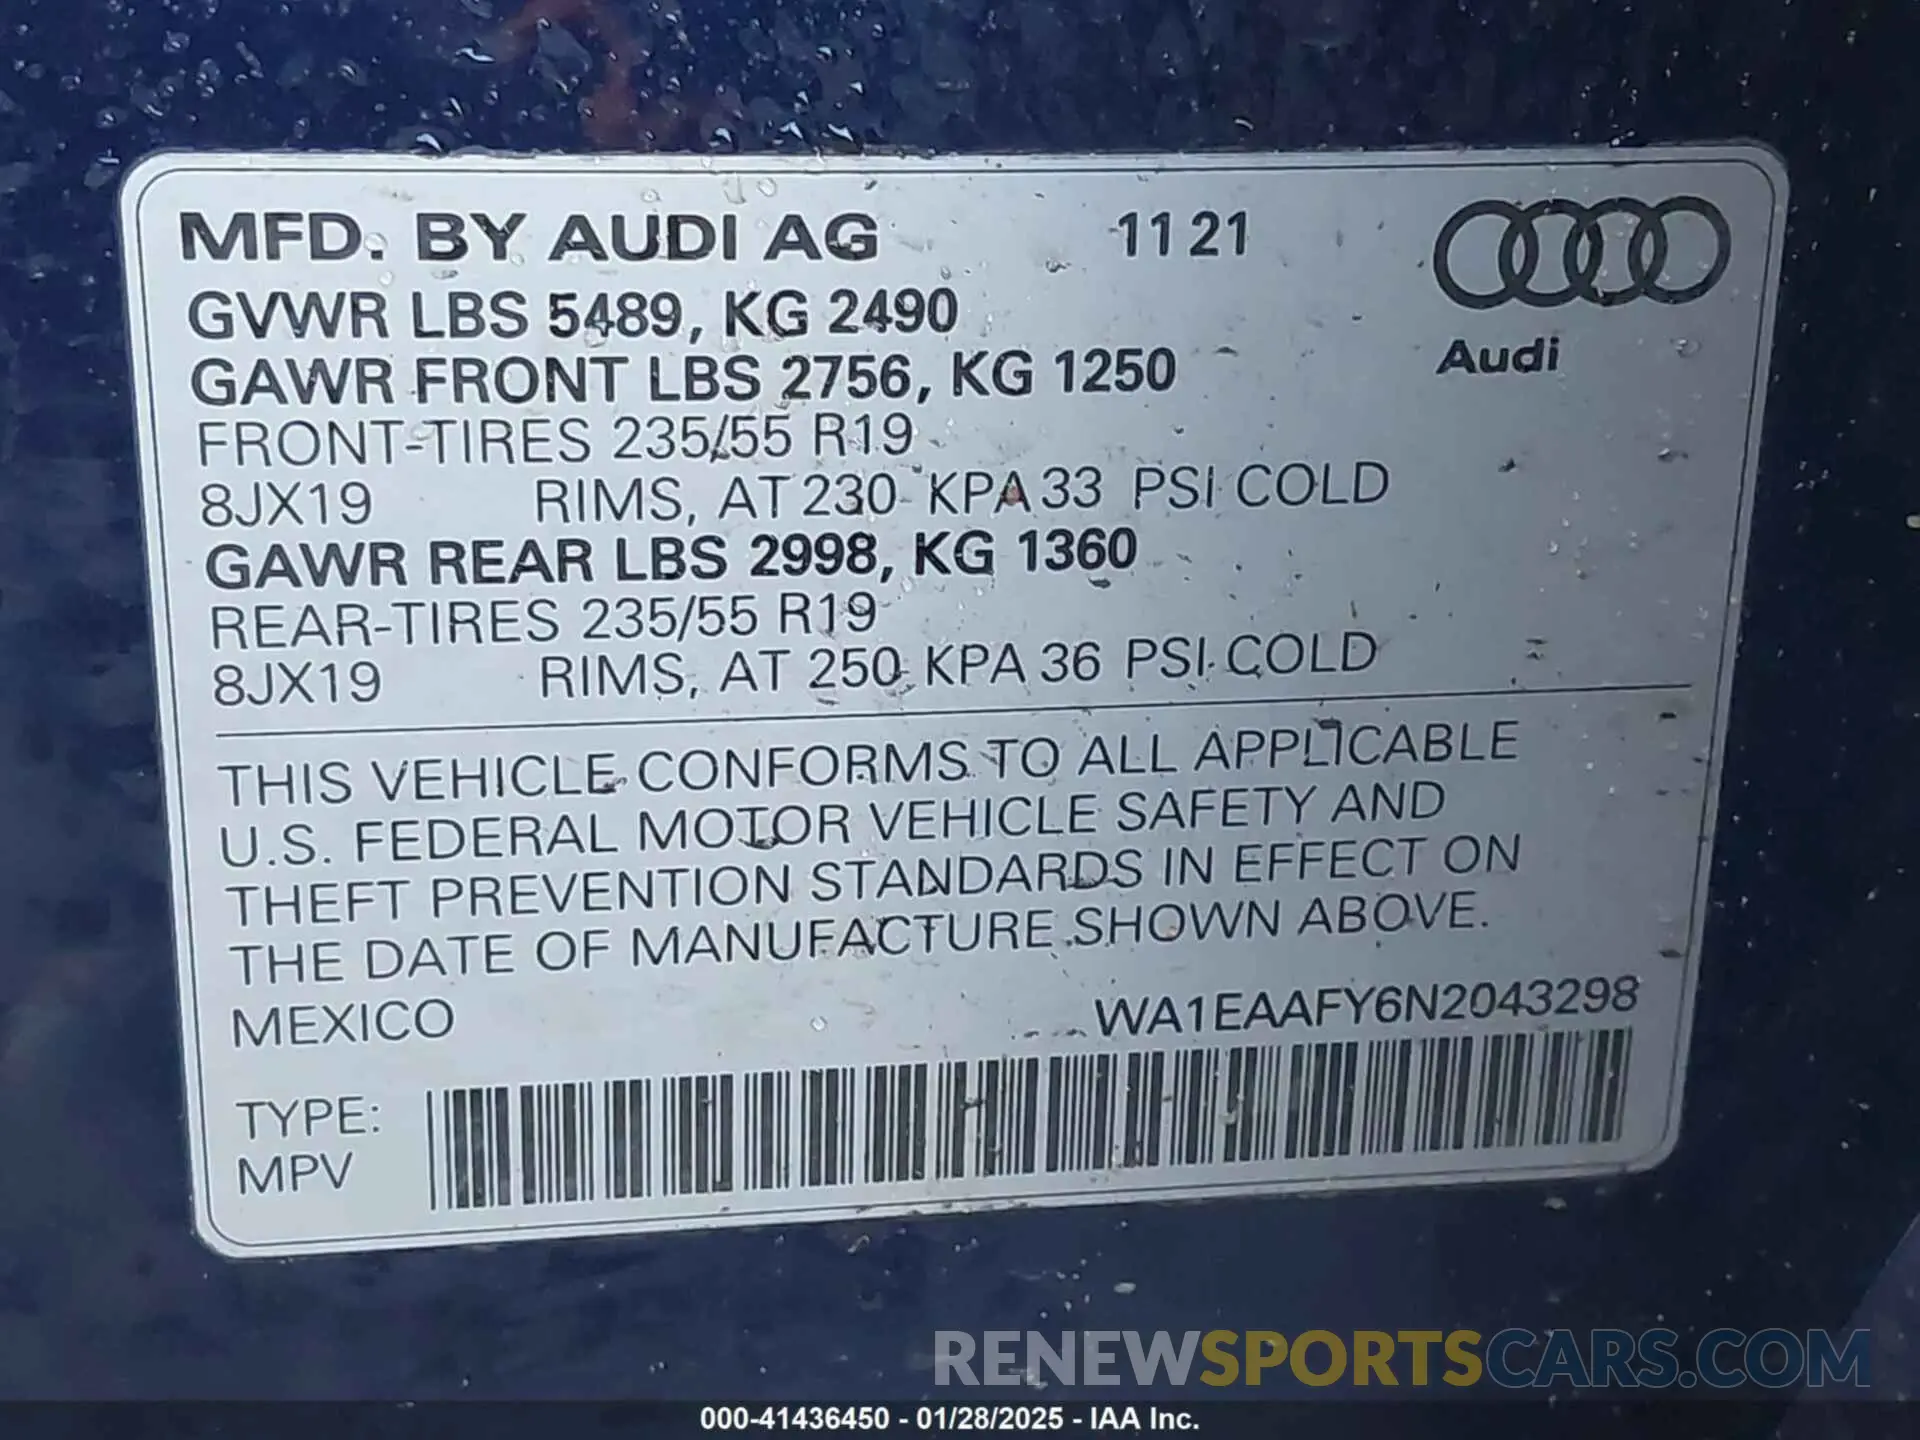 MFD. BY AUDI AG 11 21
GVWR LBS 5489, KG 2490
GAWR FRONT LBS 2756, KG 1250
Audi
FRONT-TIRES 235/55 R19
8JX19 RIMS, AT 230 KPA 33 PSI COLD
GAWR REAR LBS 2998, KG 1360
REAR-TIRES 235/55 R19
8JX19 RIMS, AT 250 KPA 36 PSI COLD
THIS VEHICLE CONFORMS TO ALL APPLICABLE
U.S. FEDERAL MOTOR VEHICLE SAFETY AND
THEFT PREVENTION STANDARDS IN EFFECT ON
THE DATE OF MANUFACTURE SHOWN ABOVE.
MEXICO WA1EAAFY6N2043298
TYPE:
MPV
RENEWSPORTSCARS.COM
000-41436450 - 01/28/2025 - IAA Inc.